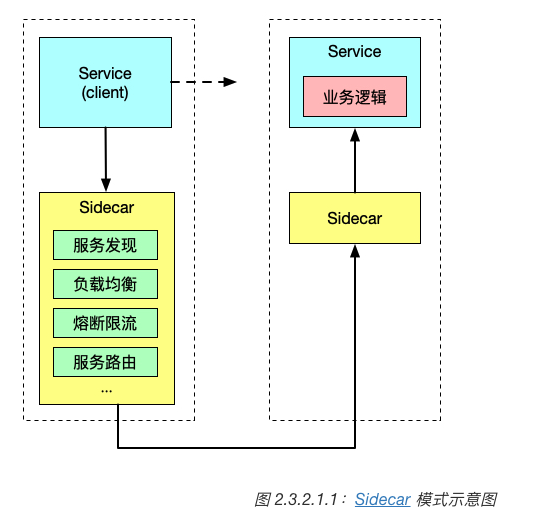 Service
(client)
Sidecar
服务发现
负载均衡
熔断限流
服务路由
...
Service
业务逻辑
Sidecar
图 2.3.2.1.1：Sidecar 模式示意图